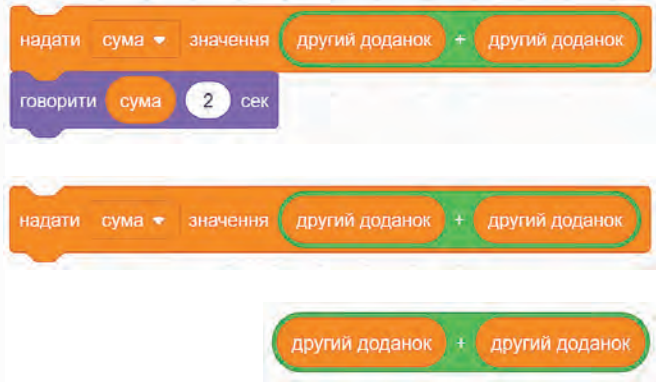 надати сума значення другий доданок + другий доданок
говорити сума 2 сек
надати сума значення другий доданок + другий доданок
другий доданок + другий доданок